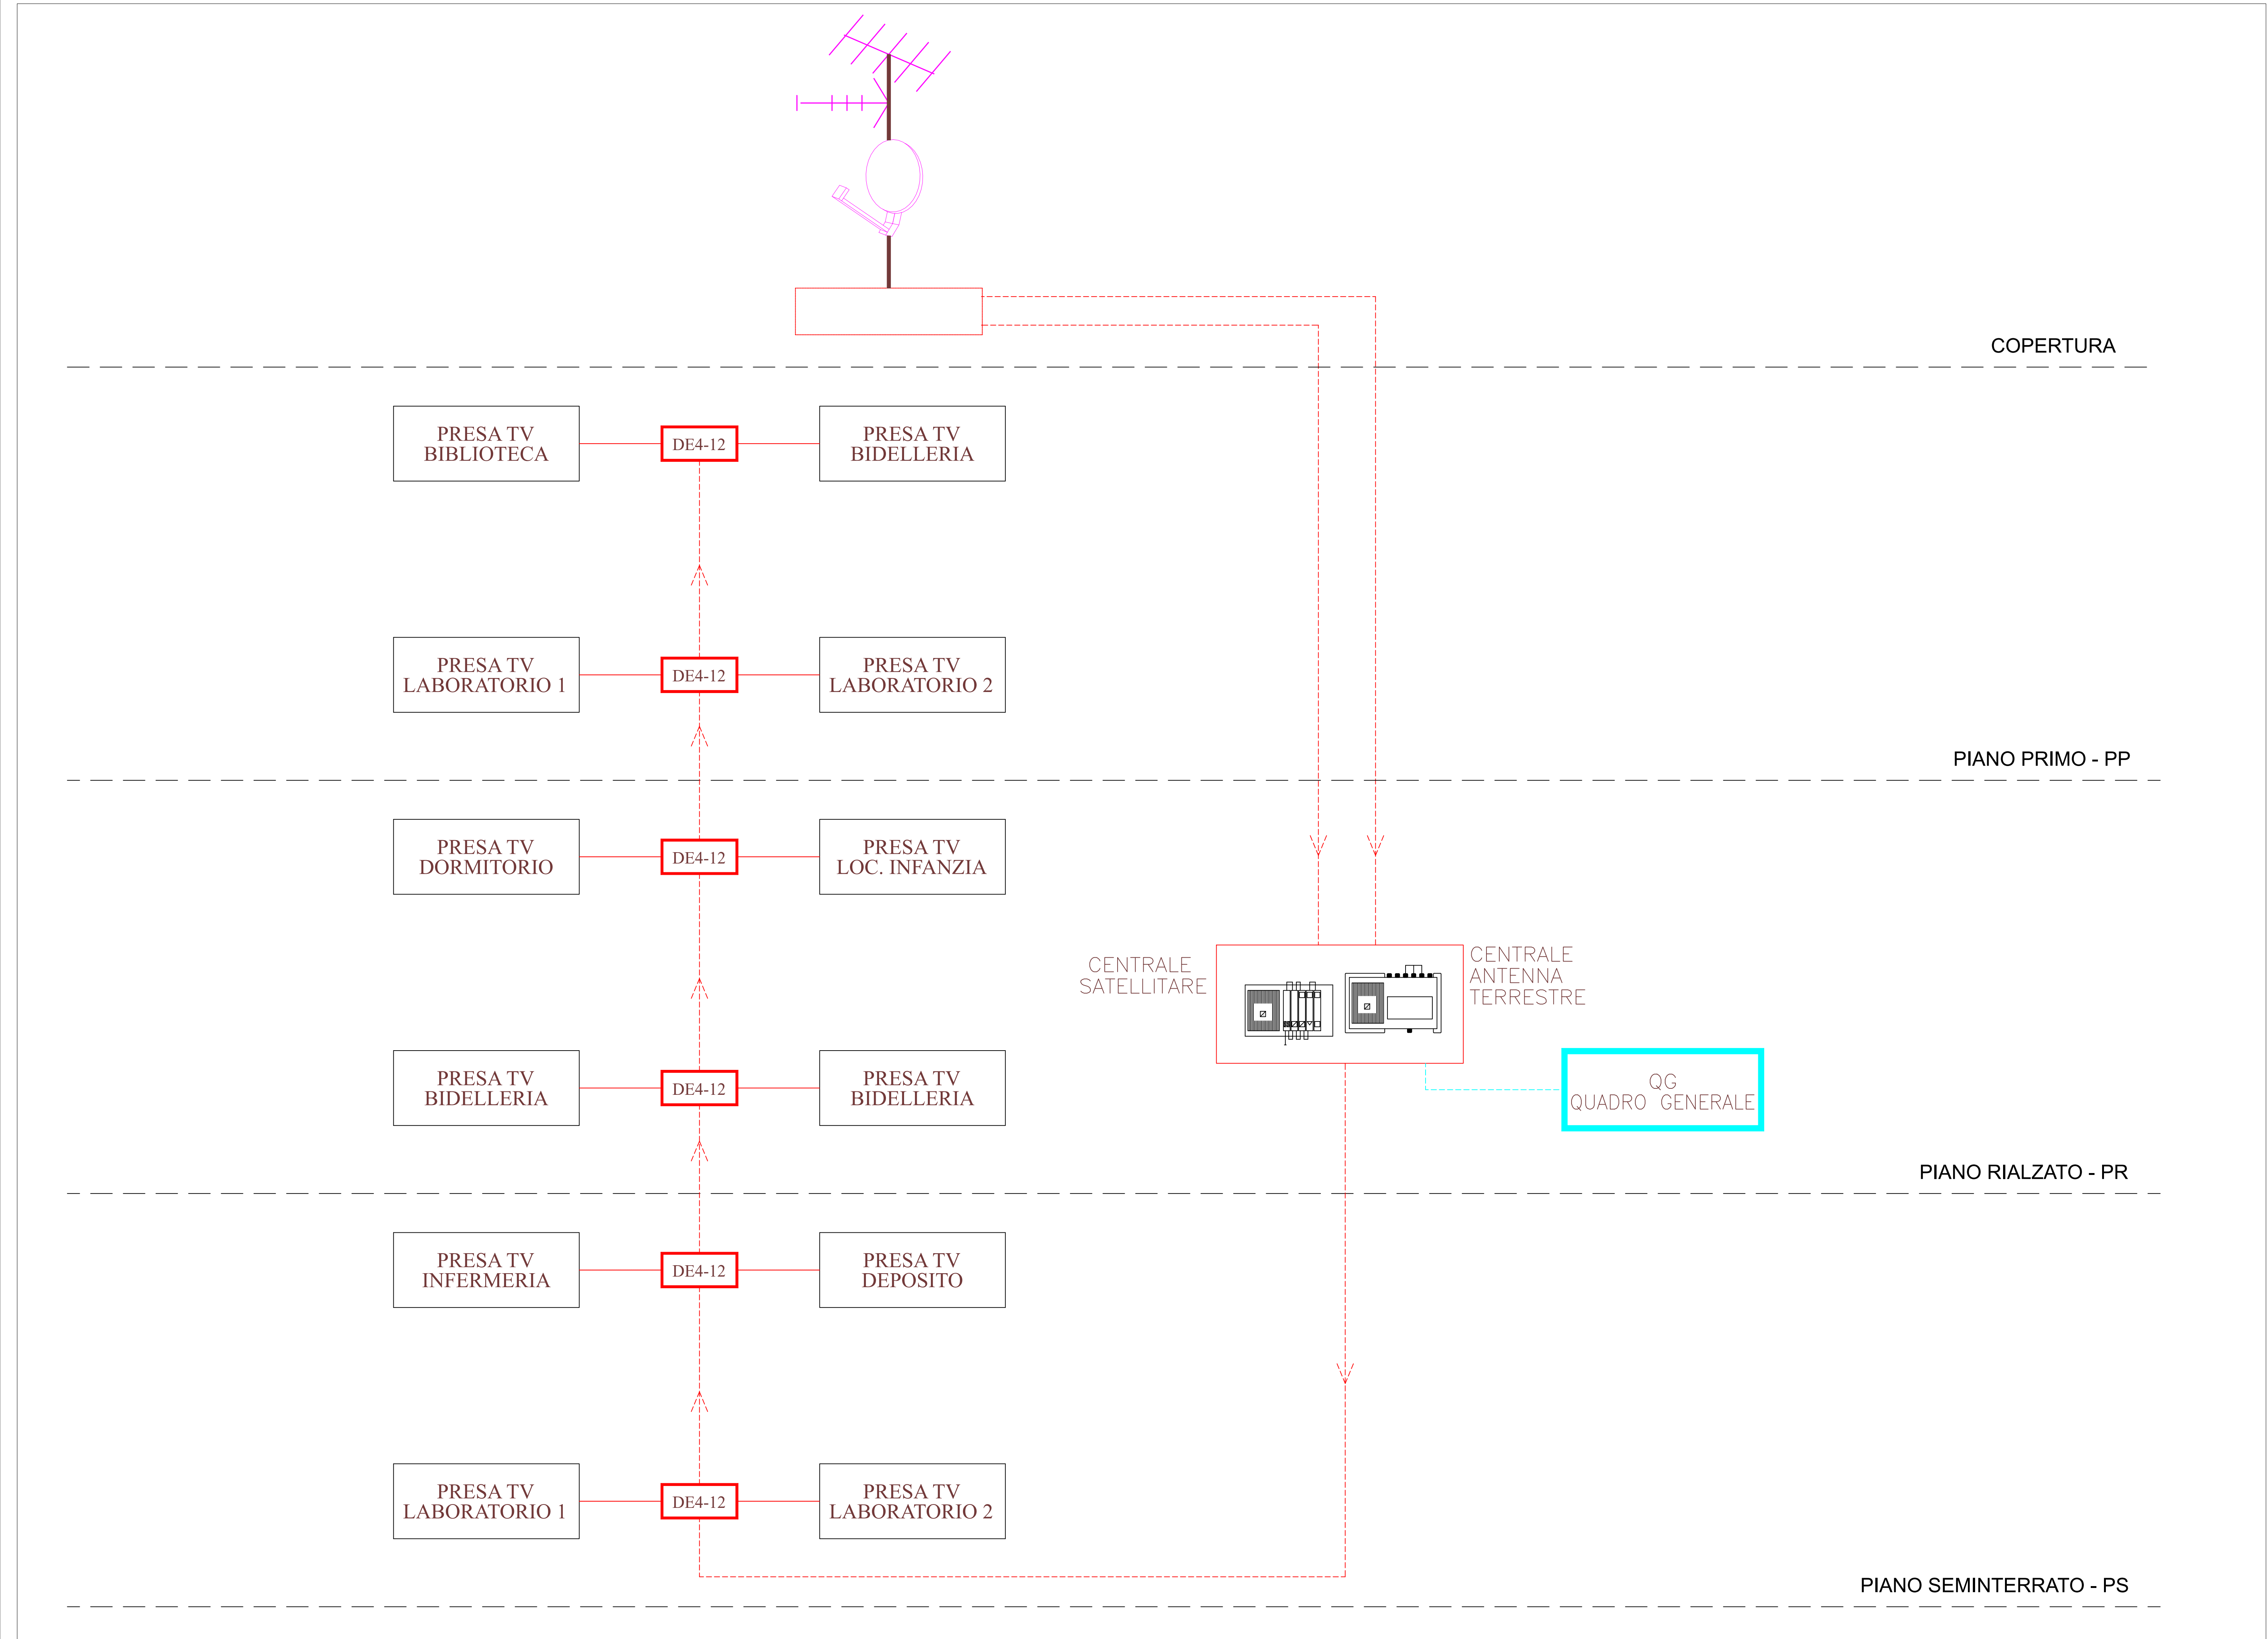 COPERTURA
PRESA TV
BIBLIOTECA
DE4-12
PRESA TV
BIDELLERIA
PRESA TV
LABORATORIO 1
DE4-12
PRESA TV
LABORATORIO 2
PIANO PRIMO - PP
PRESA TV
DORMITORIO
DE4-12
PRESA TV
LOC. INFANZIA
CENTRALE
SATELLITARE
CENTRALE
ANTENNA
TERRESTRE
PRESA TV
BIDELLERIA
DE4-12
PRESA TV
BIDELLERIA
QG
QUADRO GENERALE
PIANO RIALZATO - PR
PRESA TV
INFERMERIA
DE4-12
PRESA TV
DEPOSITO
PRESA TV
LABORATORIO 1
DE4-12
PRESA TV
LABORATORIO 2
PIANO SEMINTERRATO - PS